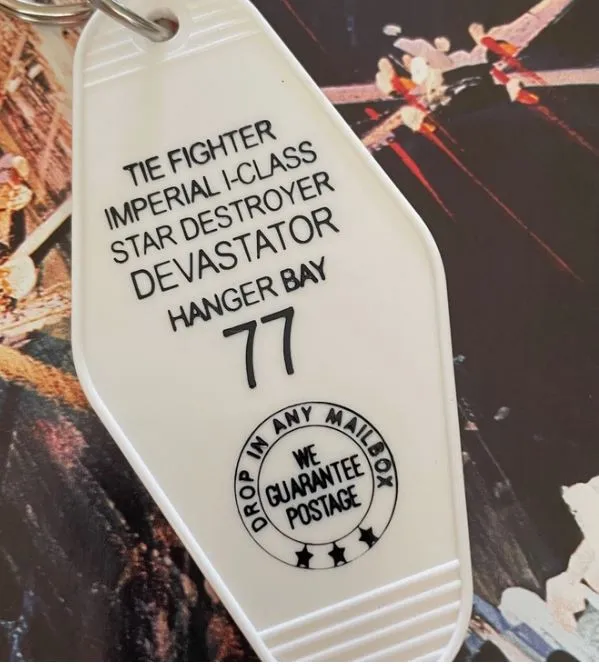 TIE FIGHTER
IMPERIAL I-CLASS
STAR DESTROYER
DEVASTATOR
HANGER BAY
77
DROP IN ANY MAILBOX
WE
GUARANTEE
POSTAGE